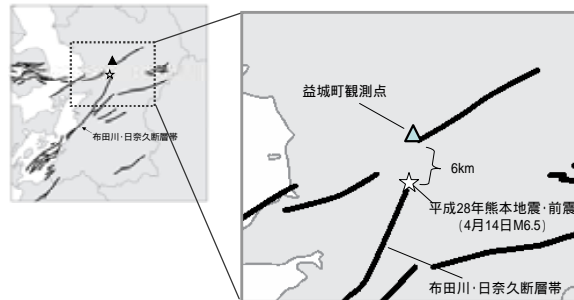 布田川･日奈久断層帯
益城町観測点
6km
平成28年熊本地震･前震
(4月14日M6.5)
布田川･日奈久断層帯